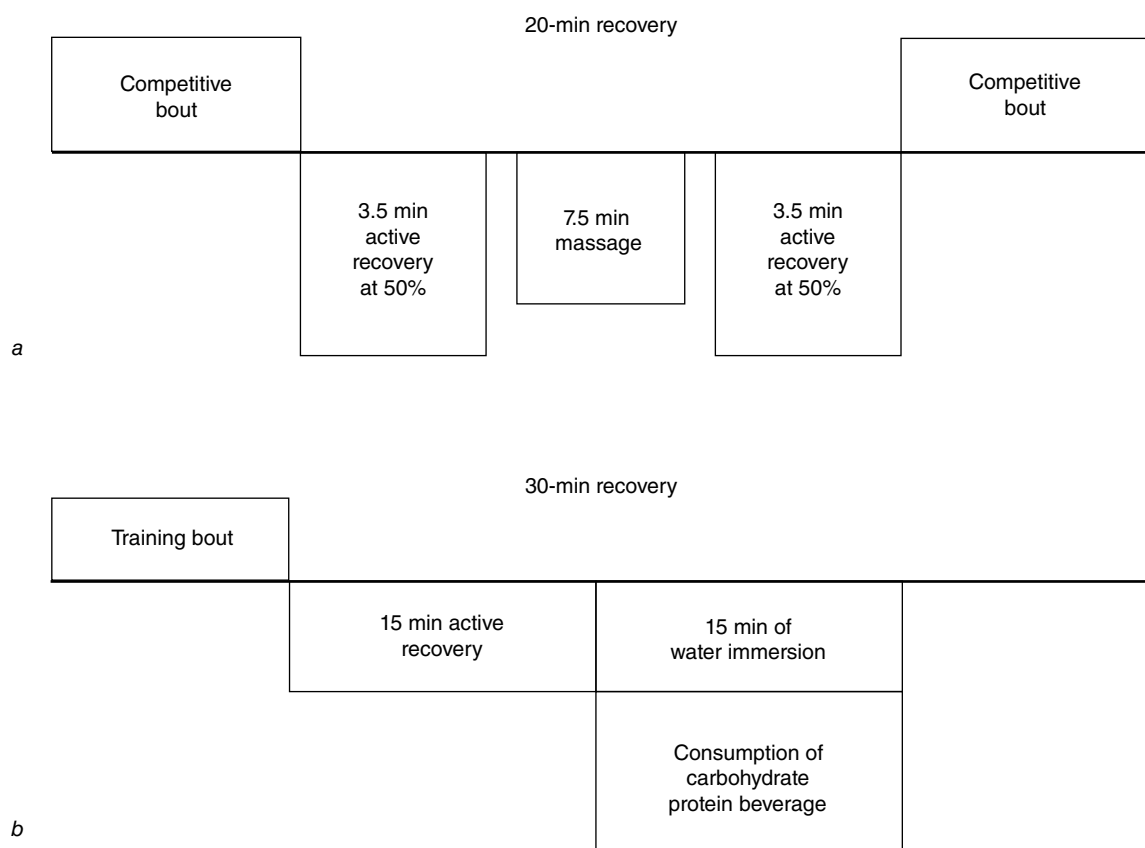 20-min recovery
Competitive
bout
Competitive
bout
3.5 min
active
recovery
at 50%
7.5 min
massage
3.5 min
active
recovery
at 50%
a
30-min recovery
Training bout
15 min active
recovery
15 min of
water immersion
Consumption of
carbohydrate
protein beverage
b